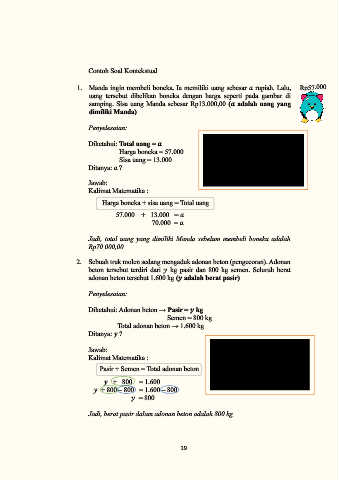 Contoh Soal Kontekstual
1. Manda ingin membeli boneka. Ia memiliki uang sebesar a rupiah. Lalu,
uang tersebut dibelikan boneka dengan harga seperti pada gambar di
samping. Sisa uang Manda sebesar Rp13.000,00 (a adalah uang yang
dimiliki Manda)
Rp57.000
Penyelesaian:
Diketahui: Total uang = a
Harga boneka = 57.000
Sisa uang = 13.000
Ditanya: a ?
Jawab:
Kalimat Matematika :
Harga boneka + sisa uang = Total uang
57.000 + 13.000 = a
70.000 = a
Jadi, total uang yang dimiliki Manda sebelum membeli boneka adalah
Rp70 000,00
2. Sebuah truk molen sedang mengaduk adonan beton (pengecoran). Adonan
beton tersebut terdiri dari y kg pasir dan 800 kg semen. Seluruh berat
adonan beton tersebut 1.600 kg (y adalah berat pasir)
Penyelesaian:
Diketahui: Adonan beton → Pasir = y kg
Semen = 800 kg
Total adonan beton → 1.600 kg
Ditanya: y ?
Jawab:
Kalimat Matematika :
Pasir + Semen = Total adonan beton
y + 800 = 1.600
y + 800 – 800 = 1.600 – 800
y = 800
Jadi, berat pasir dalam adonan beton adalah 800 kg
19